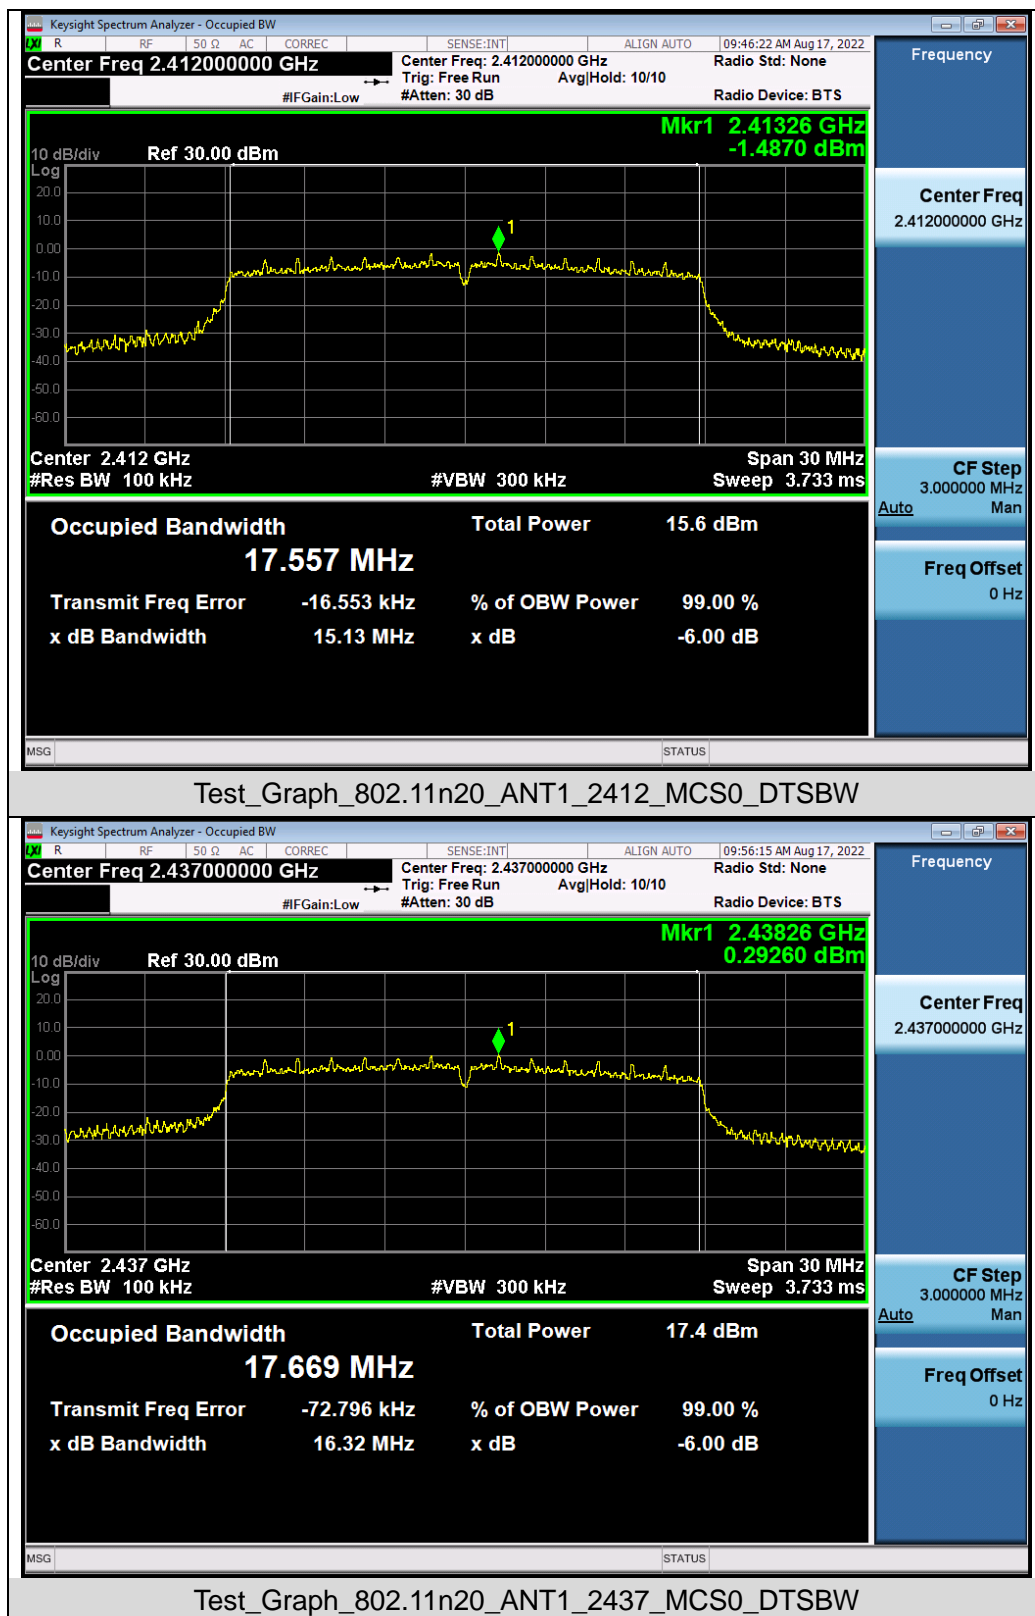 Keysight Spectrum Analyzer - Occupied BW
LXI R RF 50 Ω AC CORREC SENSE:INT ALIGN AUTO 09:46:22 AM Aug 17, 2022
Center Freq 2.412000000 GHz
Center Freq: 2.412000000 GHz Radio Std: None
Trig: Free Run Avg|Hold: 10/10
#IFGain:Low #Atten: 30 dB Radio Device: BTS
Frequency
Mkr1 2.41326 GHz
-1.4870 dBm
10 dB/div Ref 30.00 dBm
Log
20.0
10.0
0.00
-10.0
-20.0
-30.0
-40.0
-50.0
-60.0
1
Center 2.412 GHz Span 30 MHz
#Res BW 100 kHz #VBW 300 kHz Sweep 3.733 ms
Center Freq
2.412000000 GHz
CF Step
3.000000 MHz
Auto Man
Freq Offset
0 Hz
Occupied Bandwidth Total Power 15.6 dBm
17.557 MHz
Transmit Freq Error -16.553 kHz % of OBW Power 99.00 %
x dB Bandwidth 15.13 MHz x dB -6.00 dB
MSG STATUS
Test_Graph_802.11n20_ANT1_2412_MCS0_DTSBW
Keysight Spectrum Analyzer - Occupied BW
LXI R RF 50 Ω AC CORREC SENSE:INT ALIGN AUTO 09:56:15 AM Aug 17, 2022
Center Freq 2.437000000 GHz
Center Freq: 2.437000000 GHz Radio Std: None
Trig: Free Run Avg|Hold: 10/10
#IFGain:Low #Atten: 30 dB Radio Device: BTS
Frequency
Mkr1 2.43826 GHz
0.29260 dBm
10 dB/div Ref 30.00 dBm
Log
20.0
10.0
0.00
-10.0
-20.0
-30.0
-40.0
-50.0
-60.0
1
Center 2.437 GHz Span 30 MHz
#Res BW 100 kHz #VBW 300 kHz Sweep 3.733 ms
Center Freq
2.437000000 GHz
CF Step
3.000000 MHz
Auto Man
Freq Offset
0 Hz
Occupied Bandwidth Total Power 17.4 dBm
17.669 MHz
Transmit Freq Error -72.796 kHz % of OBW Power 99.00 %
x dB Bandwidth 16.32 MHz x dB -6.00 dB
MSG STATUS
Test_Graph_802.11n20_ANT1_2437_MCS0_DTSBW